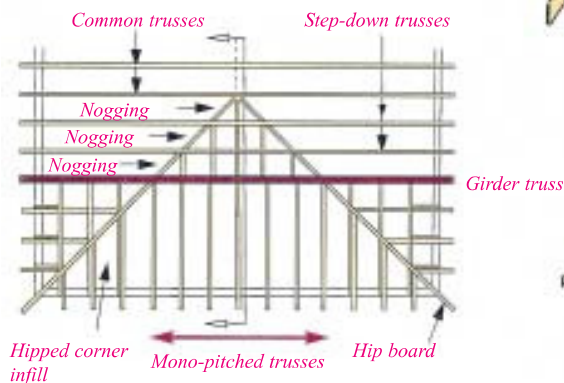 Common trusses
Step-down trusses
Nogging
Nogging
Nogging
Girder truss
Hipped corner
infill
Mono-pitched trusses
Hip board